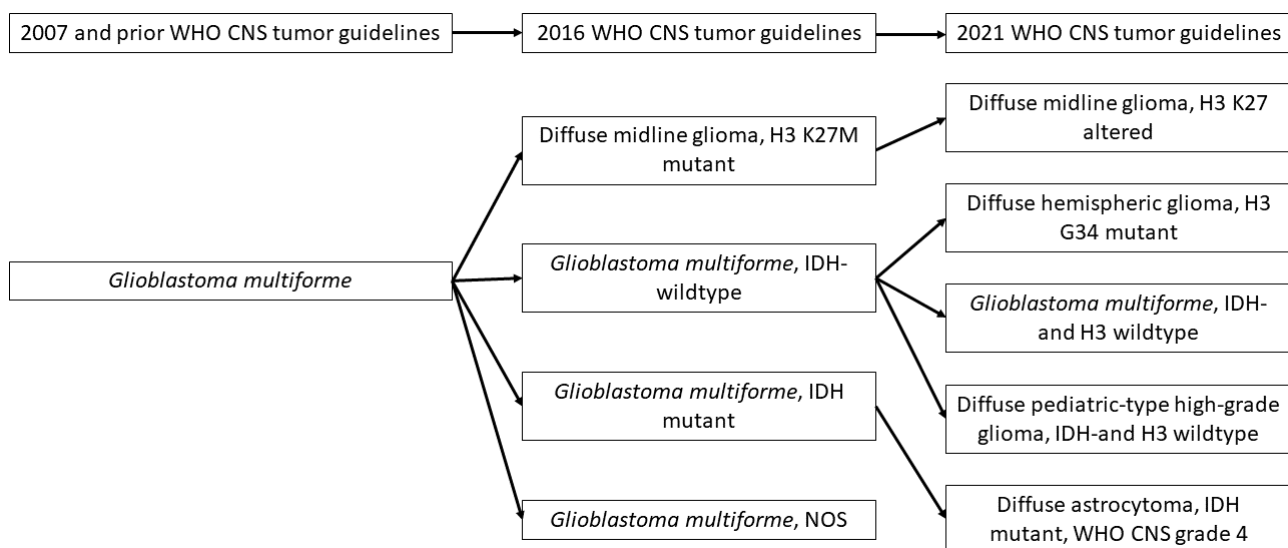 2007 and prior WHO CNS tumor guidelines
2016 WHO CNS tumor guidelines
2021 WHO CNS tumor guidelines
Glioblastoma multiforme
Diffuse midline glioma, H3 K27M
mutant
Glioblastoma multiforme, IDH-
wildtype
Glioblastoma multiforme, IDH
mutant
Glioblastoma multiforme, NOS
Diffuse midline glioma, H3 K27
altered
Diffuse hemispheric glioma, H3
G34 mutant
Glioblastoma multiforme, IDH-
and H3 wildtype
Diffuse pediatric-type high-grade
glioma, IDH-and H3 wildtype
Diffuse astrocytoma, IDH
mutant, WHO CNS grade 4